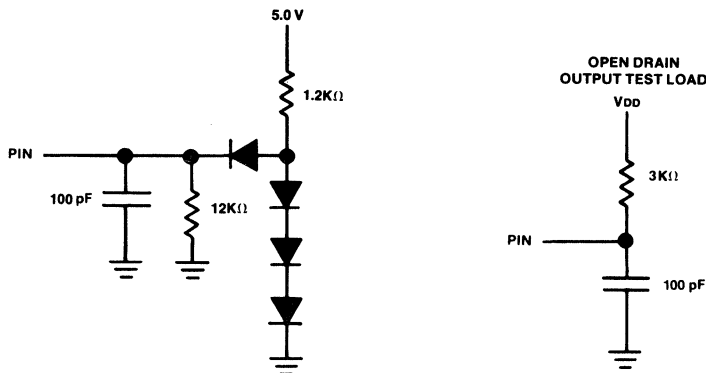 5.0 V
1.2KΩ
PIN
100 pF
12KΩ
OPEN DRAIN
OUTPUT TEST LOAD
VDD
3KΩ
PIN
100 pF